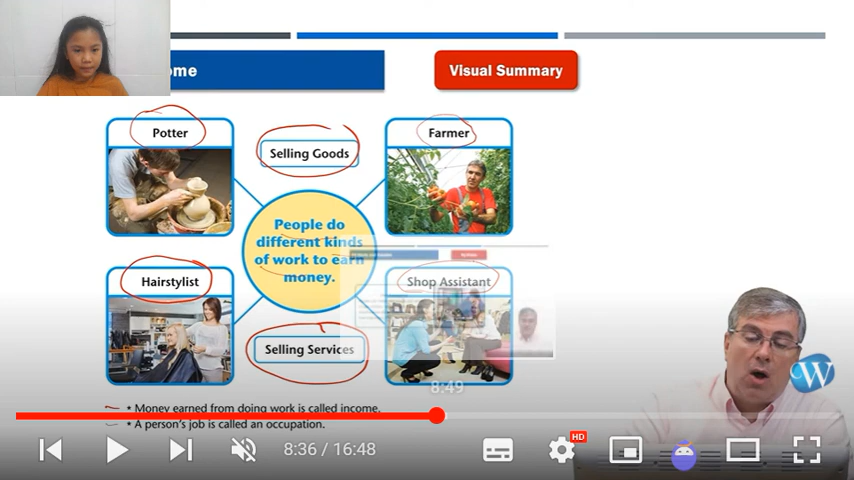 ome
Visual Summary
Potter
Selling Goods
Farmer
People do
different kinds
of work to earn
money.
Hairstylist
Shop Assistant
Selling Services
8:49
* Money earned from doing work is called income.
* A person's job is called an occupation.
W
8:36 / 16:48
HD